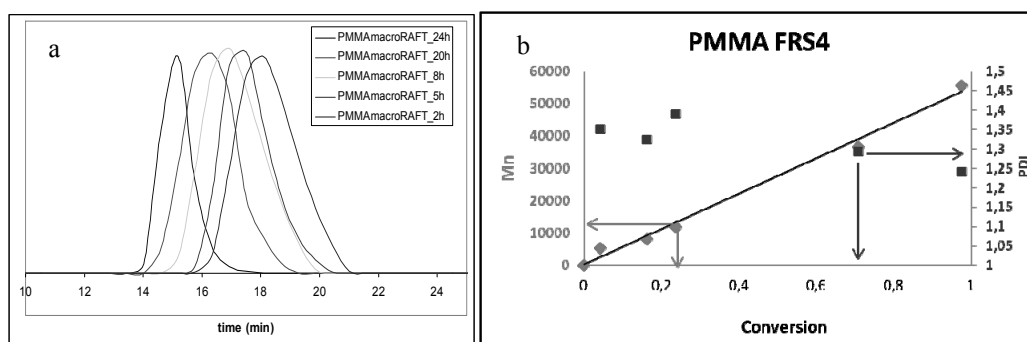 a
PMMAmacroRAFT_24h
PMMAmacroRAFT_20h
PMMAmacroRAFT_8h
PMMAmacroRAFT_5h
PMMAmacroRAFT_2h
10 12 14 16 18 20 22 24
time (min)
b
PMMA FRS4
60000
50000
40000
30000
20000
10000
0
Mn
1,5
1,45
1,4
1,35
1,3
1,25
1,2
1,15
1,1
1,05
1
PDI
0 0,2 0,4 0,6 0,8 1
Conversion